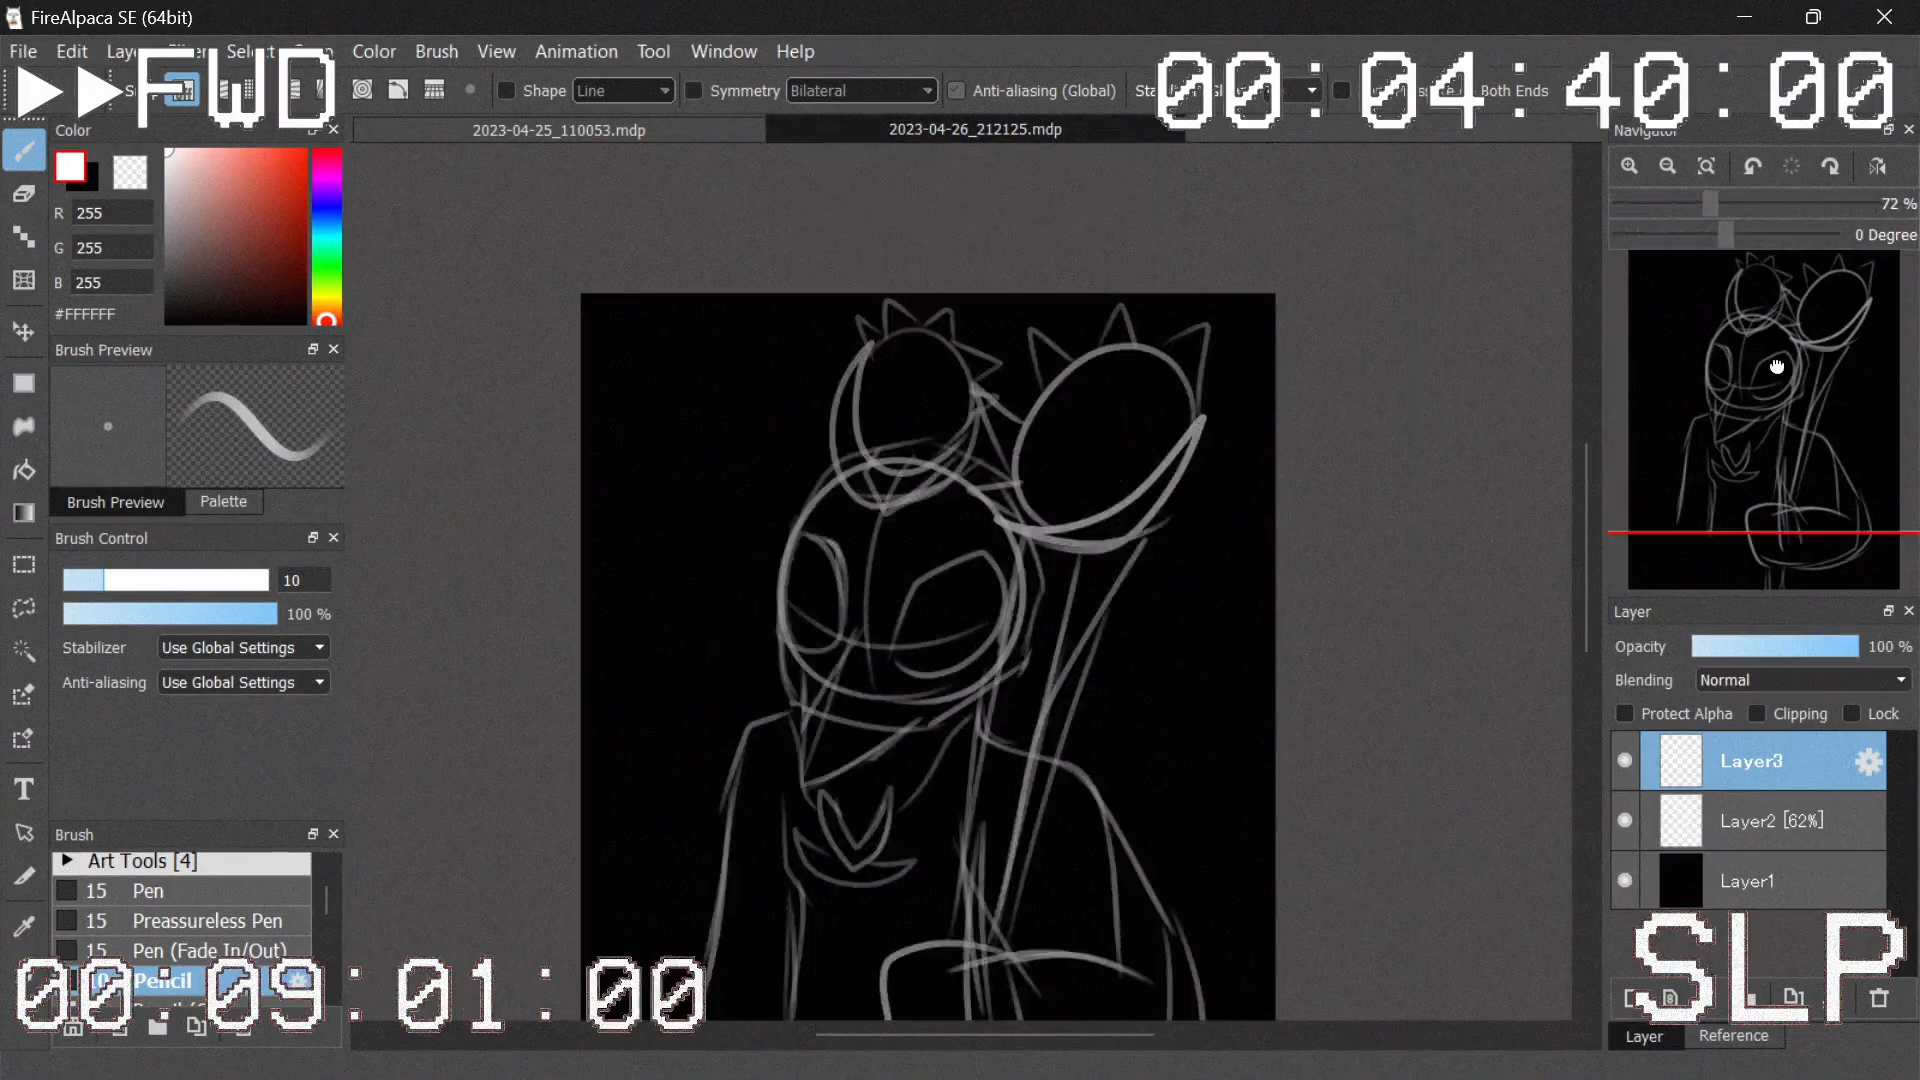 FireAlpaca SE (64bit)
File Edit Select Color Brush View Animation Tool Window Help
FWD
00:04:40:00
Shape Line Symmetry Bilateral Anti-aliasing (Global) Both Ends
Color
2023-04-25_110053.mdp
2023-04-26_212125.mdp
Navigator
R 255
G 255
B 255
#FFFFFF
72 %
0 Degree
Brush Preview
Brush Preview Palette
Brush Control
10
100 %
Stabilizer Use Global Settings
Anti-aliasing Use Global Settings
Brush
Art Tools [4]
15 Pen
15 Preassureless Pen
15 Pen (Fade In/Out)
10 Pencil
00:09:01:00
Layer
Opacity 100 %
Blending Normal
Protect Alpha Clipping Lock
Layer3
Layer2 [62%]
Layer1
SLP
T
Layer Reference